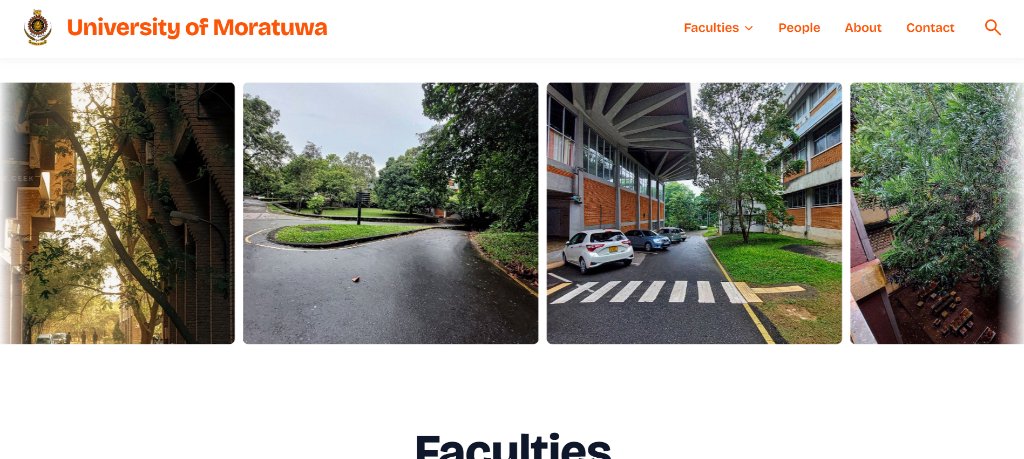 University of Moratuwa
Faculties
People
About
Contact
Faculties